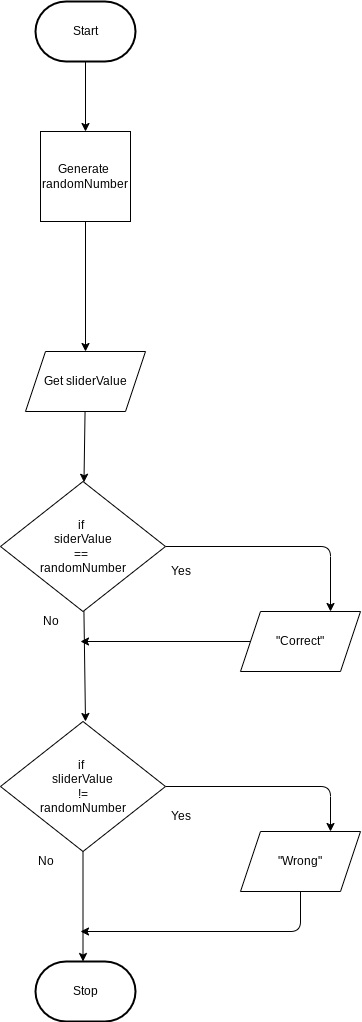 Start
Generate
randomNumber
Get sliderValue
if
siderValue
==
randomNumber
Yes
No
"Correct"
if
sliderValue
!=
randomNumber
Yes
No
"Wrong"
Stop